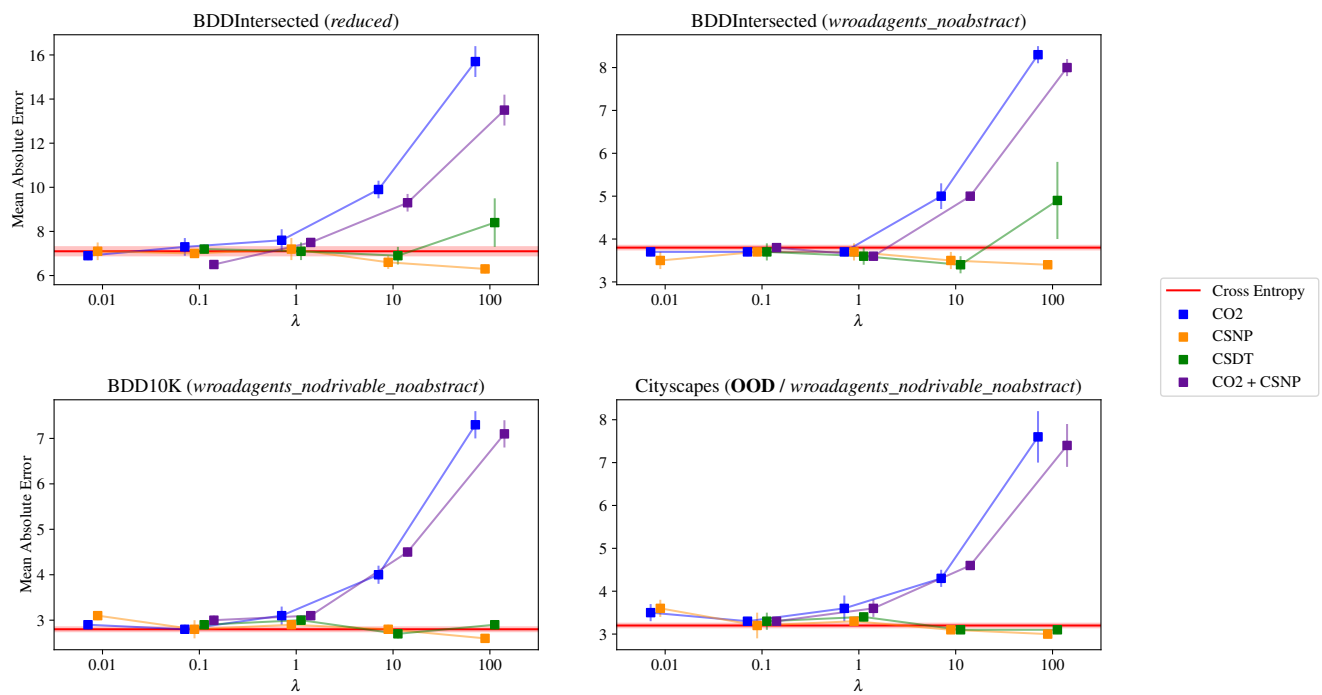 BDDIntersected (reduced)
Mean Absolute Error
16
14
12
10
8
6
0.01 0.1 1 10 100
λ
BDDIntersected (wroadagents_noabstract)
8
7
6
5
4
3
0.01 0.1 1 10 100
λ
Cross Entropy
CO2
CSNP
CSDT
CO2 + CSNP
BDD10K (wroadagents_nodrivable_noabstract)
Mean Absolute Error
7
6
5
4
3
0.01 0.1 1 10 100
λ
Cityscapes (OOD / wroadagents_nodrivable_noabstract)
8
7
6
5
4
3
0.01 0.1 1 10 100
λ